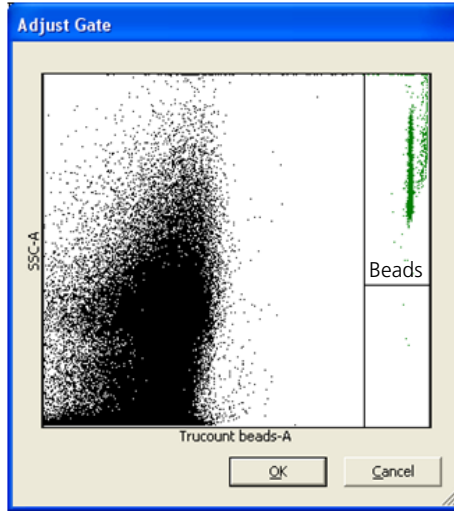 Adjust Gate
SSC-A
Beads
Trucount beads-A
OK
Cancel